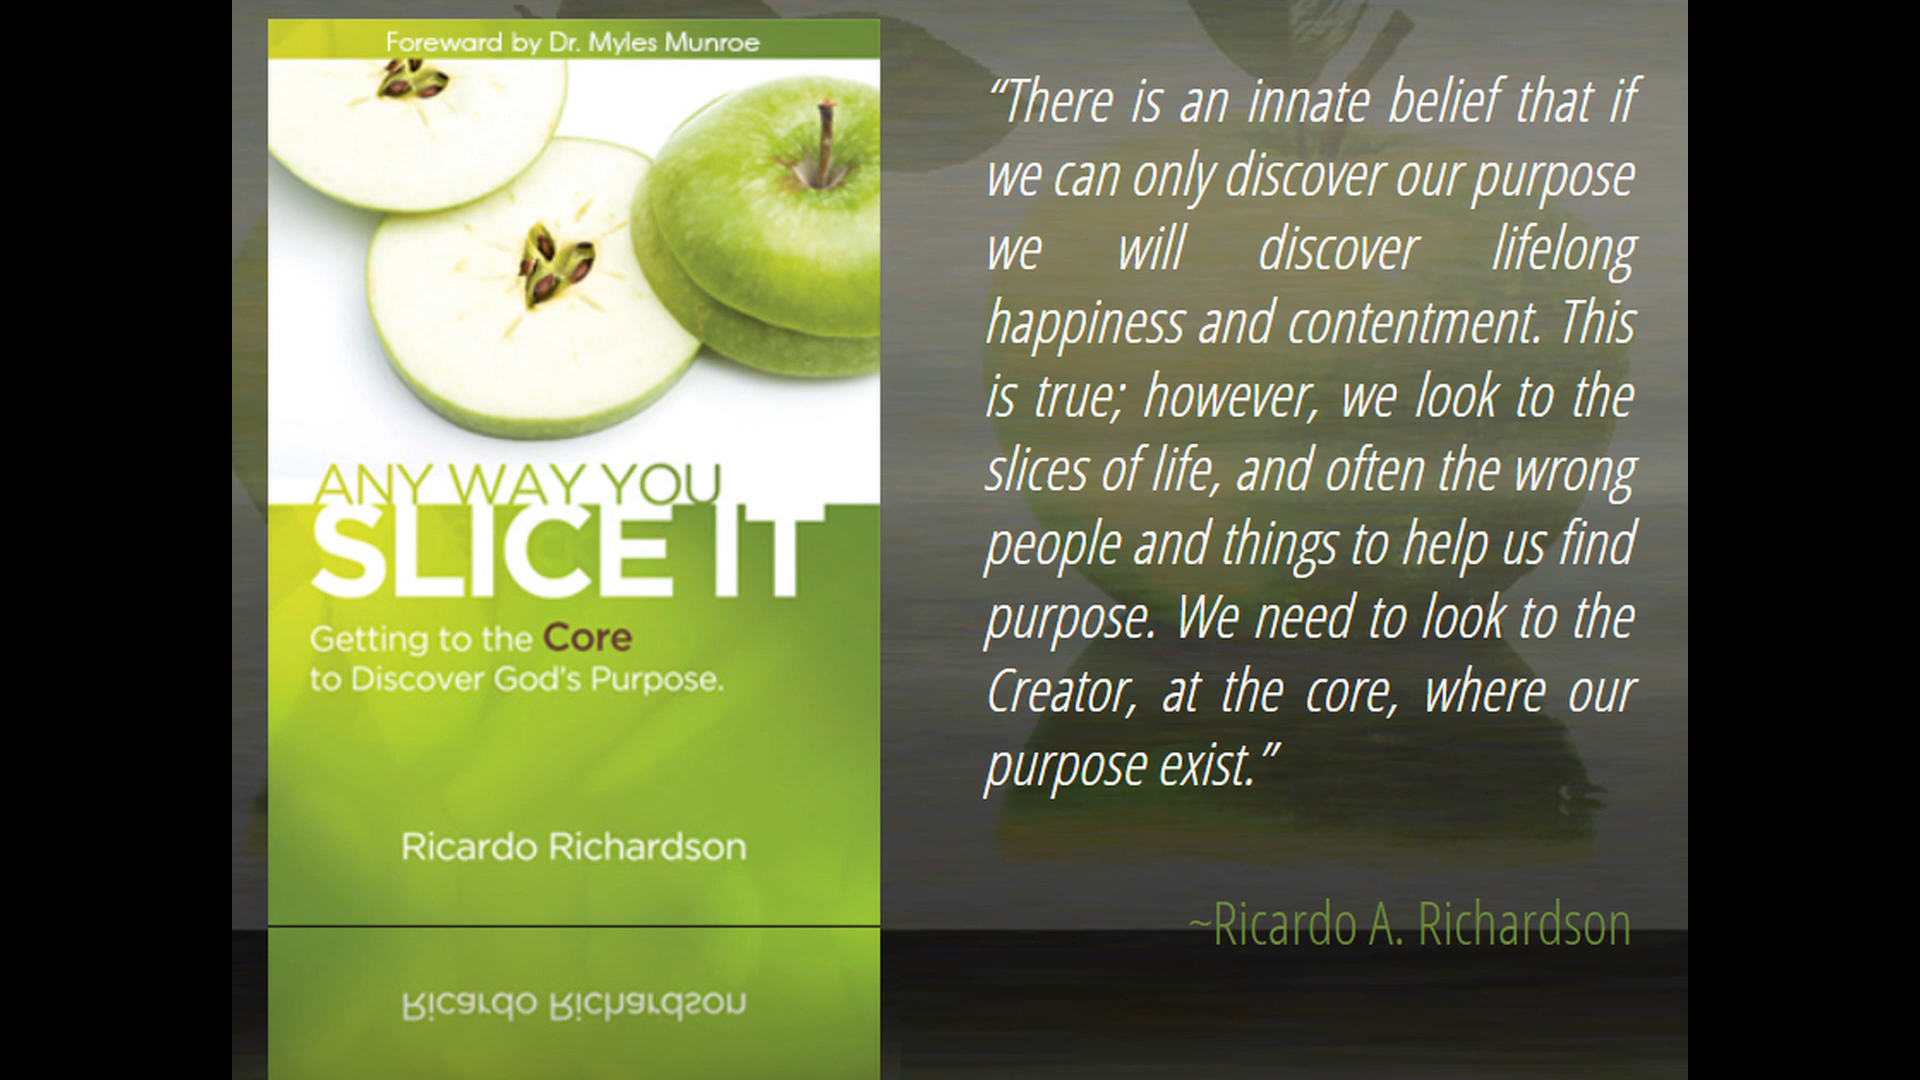 Foreward by Dr. Myles Munroe
ANY WAY YOU
SLICE IT
Getting to the Core
to Discover God's Purpose.
Ricardo Richardson
Ricardo Richardson
“There is an innate belief that if
we can only discover our purpose
we will discover lifelong
happiness and contentment. This
is true; however, we look to the
slices of life, and often the wrong
people and things to help us find
purpose. We need to look to the
Creator, at the core, where our
purpose exist.”
~Ricardo A. Richardson